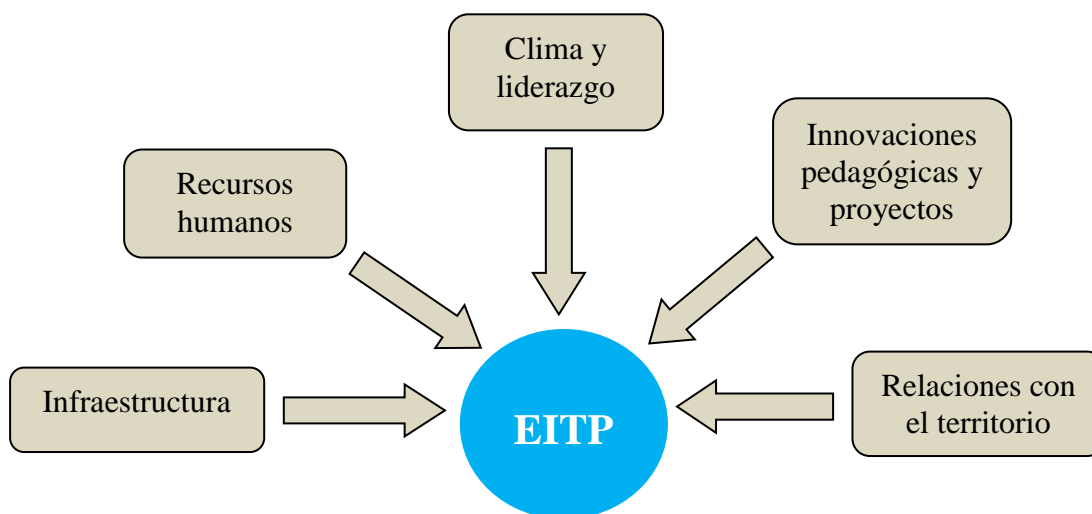 Clima y
liderazgo
Innovaciones
pedagógicas y
proyectos
Recursos
humanos
Infraestructura
EITP
Relaciones con
el territorio